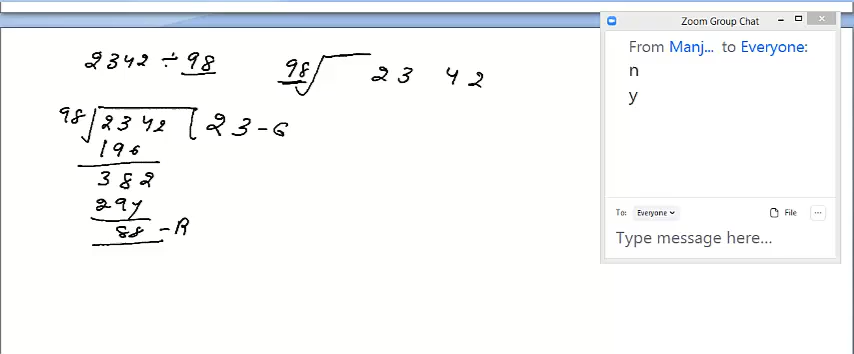 2342 ÷ 98
98 23 42
98 2342 23 - G
196
382
294
88 - R
Zoom Group Chat
From Manj... to Everyone:
n
y
To: Everyone File ...
Type message here...